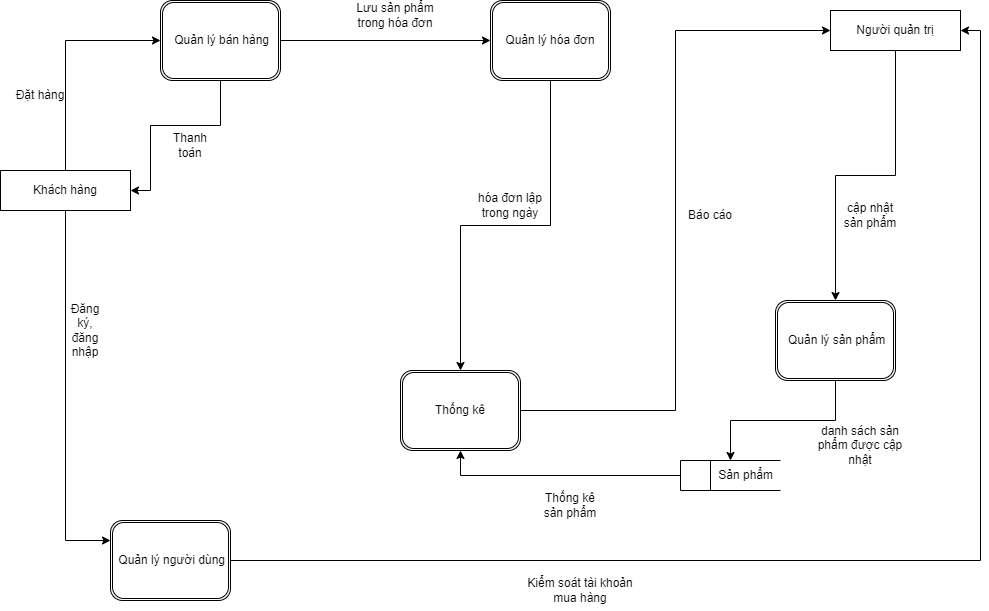 Lưu sản phẩm
trong hóa đơn
Quản lý bán hàng
Quản lý hóa đơn
Người quản trị
Đặt hàng
Thanh
toán
Khách hàng
hóa đơn lập
trong ngày
Báo cáo
cập nhật
sản phẩm
Đăng
ký,
đăng
nhập
Quản lý sản phẩm
Thống kê
danh sách sản
phẩm được cập
nhật
Sản phẩm
Thống kê
sản phẩm
Quản lý người dùng
Kiểm soát tài khoản
mua hàng